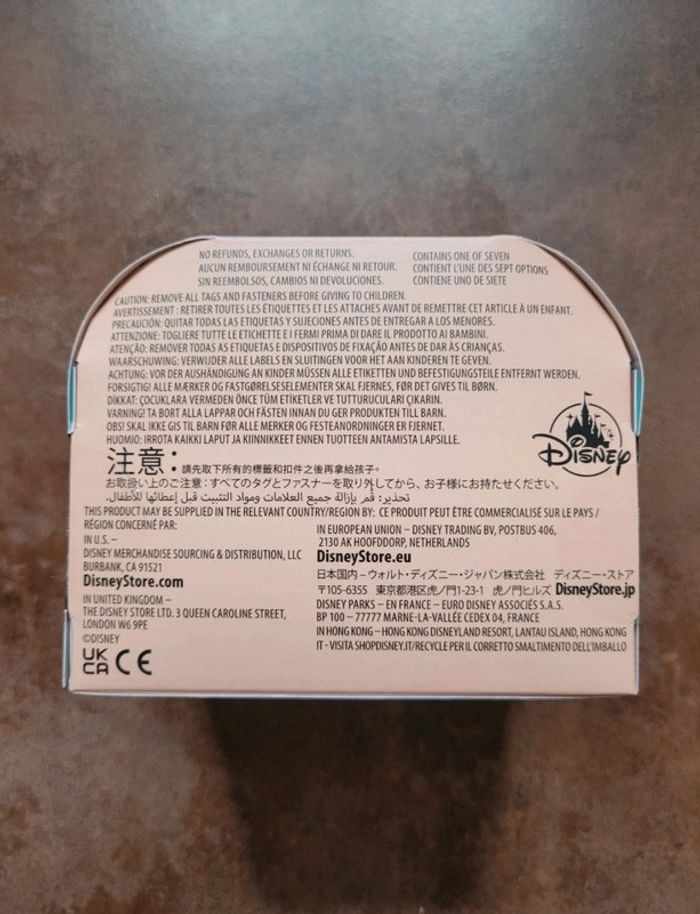 NO REFUNDS, EXCHANGES OR RETURNS.
AUCUN REMBOURSEMENT NI ÉCHANGE NI RETOUR.
SIN REEMBOLSOS, CAMBIOS NI DEVOLUCIONES.
CONTAINS ONE OF SEVEN
CONTIENT L'UNE DES SEPT OPTIONS
CONTIENE UNO DE SIETE
CAUTION: REMOVE ALL TAGS AND FASTENERS BEFORE GIVING TO CHILDREN.
AVERTISSEMENT : RETIRER TOUTES LES ÉTIQUETTES ET LES ATTACHES AVANT DE REMETTRE CET ARTICLE À UN ENFANT.
PRECAUCIÓN: QUITAR TODAS LAS ETIQUETAS Y SUJECIONES ANTES DE ENTREGAR A LOS MENORES.
ATTENZIONE: TOGLIERE TUTTE LE ETICHETTE E I FERMI PRIMA DI DARE IL PRODOTTO AI BAMBINI.
ATENÇÃO: REMOVER TODAS AS ETIQUETAS E DISPOSITIVOS DE FIXAÇÃO ANTES DE DAR ÀS CRIANÇAS.
WAARSCHUWING: VERWIJDER ALLE LABELS EN SLUITINGEN VOOR HET AAN KINDEREN TE GEVEN.
ACHTUNG: VOR DER AUSHÄNDIGUNG AN KINDER MÜSSEN ALLE ETIKETTEN UND BEFESTIGUNGSTEILE ENTFERNT WERDEN.
FORSIGTIG! ALLE MÆRKER OG FASTGØRELSESELEMENTER SKAL FJERNES, FØR DET GIVES TIL BØRN.
DİKKAT: ÇOCUKLARA VERMEDEN ÖNCE TÜM ETİKETLER VE TUTTURUCULARI ÇIKARIN.
VARNING! TA BORT ALLA LAPPAR OCH FÄSTEN INNAN DU GER PRODUKTEN TILL BARN.
OBS! SKAL IKKE GIS TIL BARN FØR ALLE MERKER OG FESTEANORDNINGER ER FJERNET.
HUOMIO: IRROTA KAIKKI LAPUT JA KIINNIKKEET ENNEN TUOTTEEN ANTAMISTA LAPSILLE.
Disney
注意：請先取下所有的標籤和扣件之後再拿給孩子。
お取扱い上のご注意：すべてのタグとファスナーを取り外してから、お子様にお持たせください。
تحذير: قُم بإزالة جميع العلامات ومواد التثبيت قبل إعطائها للأطفال.
THIS PRODUCT MAY BE SUPPLIED IN THE RELEVANT COUNTRY/REGION BY: CE PRODUIT PEUT ÊTRE COMMERCIALISÉ SUR LE PAYS /
RÉGION CONCERNÉ PAR:
IN U.S. –
DISNEY MERCHANDISE SOURCING & DISTRIBUTION, LLC
BURBANK, CA 91521
DisneyStore.com
IN UNITED KINGDOM –
THE DISNEY STORE LTD. 3 QUEEN CAROLINE STREET,
LONDON W6 9PE
©DISNEY
UK
CA CE
IN EUROPEAN UNION – DISNEY TRADING BV, POSTBUS 406,
2130 AK HOOFDDORP, NETHERLANDS
DisneyStore.eu
日本国内－ウォルト・ディズニー・ジャパン株式会社 ディズニー・ストア
〒105-6355 東京都港区虎ノ門1-23-1 虎ノ門ヒルズ DisneyStore.jp
DISNEY PARKS – EN FRANCE – EURO DISNEY ASSOCIÉS S.A.S.
BP 100 – 77777 MARNE-LA-VALLÉE CEDEX 04, FRANCE
IN HONG KONG – HONG KONG DISNEYLAND RESORT, LANTAU ISLAND, HONG KONG
IT - VISITA SHOPDISNEY.IT/RECYCLE PER IL CORRETTO SMALTIMENTO DELL'IMBALLO